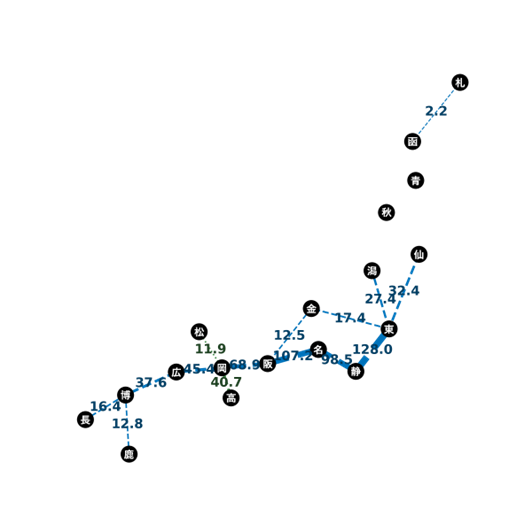 札
2.2
函
青
秋
仙
潟
32.4
27.4
金
17.4
東
松
12.5
11.9
名
128.0
107.2
98.5
岡
68.9
阪
静
広
45.4
40.7
37.6
高
博
16.4
長
12.8
鹿